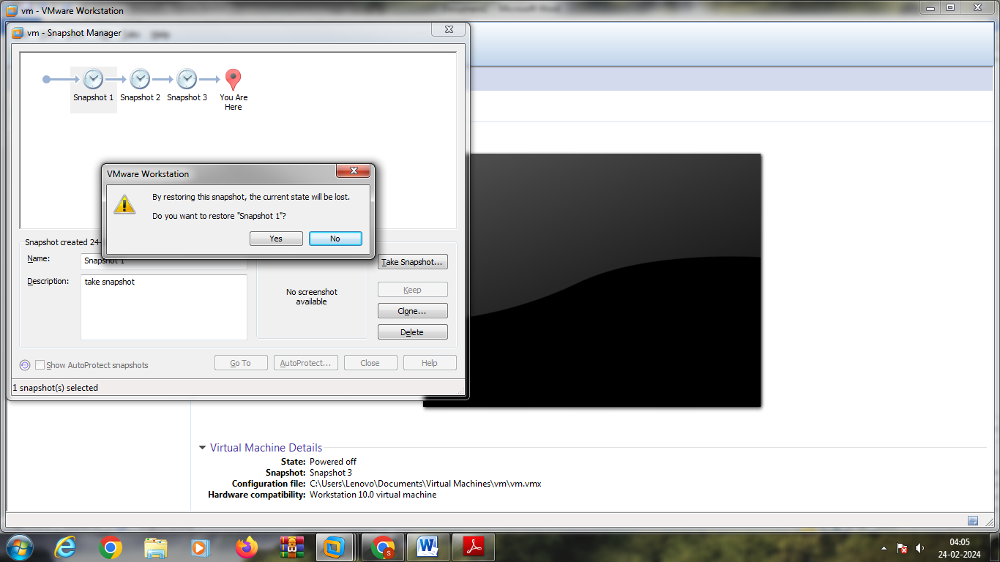 vm - VMware Workstation
vm - Snapshot Manager
Snapshot 1
Snapshot 2
Snapshot 3
You Are
Here
VMware Workstation
By restoring this snapshot, the current state will be lost.
Do you want to restore "Snapshot 1"?
Yes
No
Snapshot created 24-
Name:
Snapshot 1
Take Snapshot...
Description:
take snapshot
No screenshot
available
Keep
Clone...
Delete
Show AutoProtect snapshots
Go To
AutoProtect...
Close
Help
1 snapshot(s) selected
Virtual Machine Details
State: Powered off
Snapshot: Snapshot 3
Configuration file: C:\Users\Lenovo\Documents\Virtual Machines\vm\vm.vmx
Hardware compatibility: Workstation 10.0 virtual machine
04:05
24-02-2024